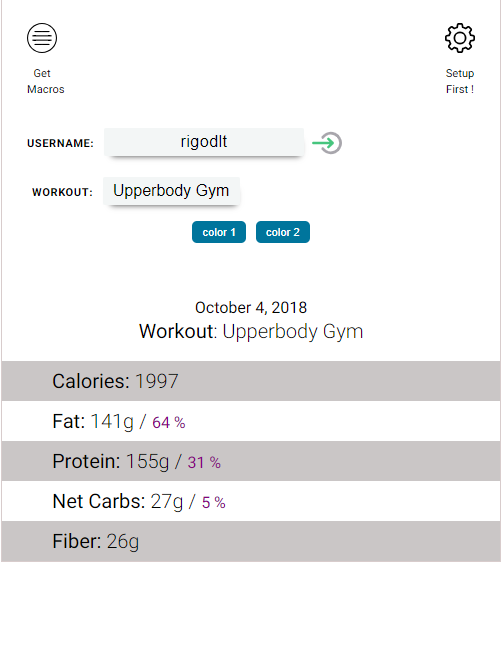 Get
Macros
Setup
First !
USERNAME: rigodlt
WORKOUT: Upperbody Gym
color 1 color 2
October 4, 2018
Workout: Upperbody Gym
Calories: 1997
Fat: 141g / 64 %
Protein: 155g / 31 %
Net Carbs: 27g / 5 %
Fiber: 26g